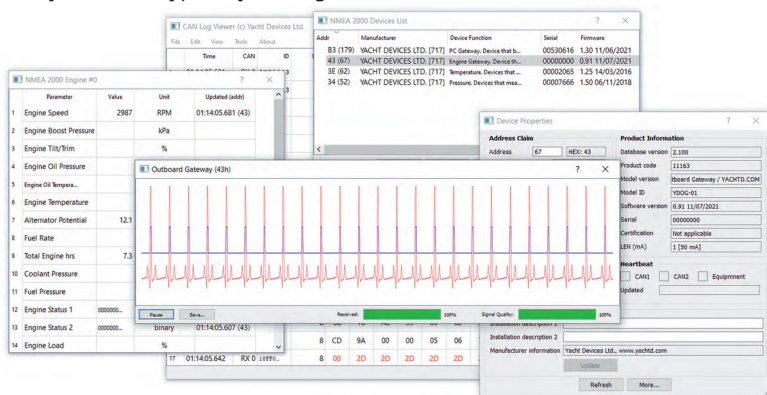 CAN Log Viewer (c) Yacht Devices Ltd.
File Edit View Tools About
Time CAN ID
NMEA 2000 Devices List ? ×
Addr Manufacturer Device Function Serial Firmware
B3 (179) YACHT DEVICES LTD. [717] PC Gateway. Device that b... 00530616 1.30 11/06/2021
43 (67) YACHT DEVICES LTD. [717] Engine Gateway. Device th... 00000000 0.91 11/07/2021
3E (62) YACHT DEVICES LTD. [717] Temperature. Devices that ... 00002065 1.25 14/03/2016
34 (52) YACHT DEVICES LTD. [717] Pressure. Devices that mea... 00007666 1.50 06/11/2018
NMEA 2000 Engine #0 ? ×
Parameter Value Unit Updated (addr)
1 Engine Speed 2987 RPM 01:14:05.681 (43)
2 Engine Boost Pressure kPa
3 Engine Tilt/Trim %
4 Engine Oil Pressure
5 Engine Oil Tempera...
6 Engine Temperature
7 Alternator Potential 12.1
8 Fuel Rate
9 Total Engine hrs 7.3
10 Coolant Pressure
11 Fuel Pressure
12 Engine Status 1 0000000...
13 Engine Status 2 0000000... binary 01:14:05.607 (43)
14 Engine Load %
Outboard Gateway (43h) ? ×
Pause Save... Received: 100% Signal Quality: 100%
8 CD 9A 00 00 05 06
17 01:14:05.642 RX 0 18FF0... 8 00 2D 2D 2D 2D 2D
Device Properties ? ×
Address Claim Product Information
Address 67 HEX: 43 Database version 2.100
Product code 11163
Model version tboard Gateway / YACHTD.COM
Model ID YDOG-01
Software version 0.91 11/07/2021
Serial 00000000
Certification Not applicable
LEN (mA) 1 [50 mA]
Heartbeat
CAN1 CAN2 Equipmnent
Updated
Installation description 1
Installation description 2
Manufacturer information Yacht Devices Ltd., www.yachtd.com
Update
Refresh More...